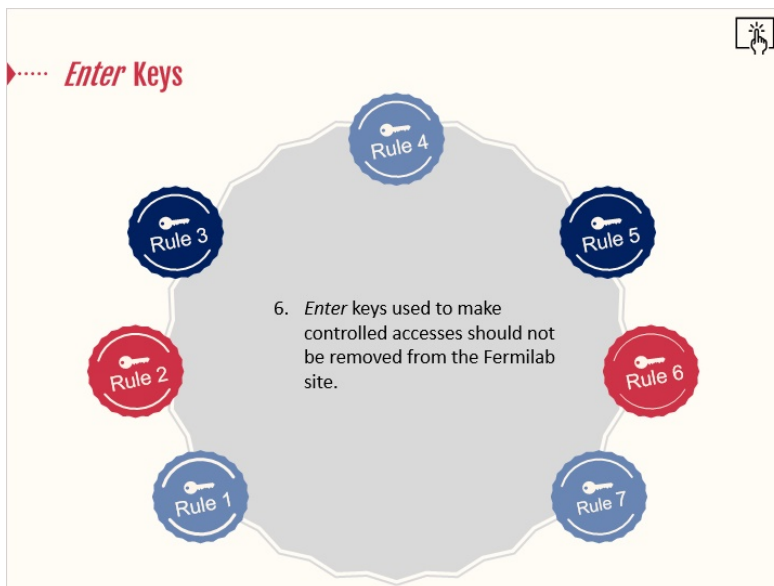 Enter Keys
Rule 4
Rule 3
Rule 5
6. Enter keys used to make
controlled accesses should not
be removed from the Fermilab
site.
Rule 2
Rule 6
Rule 1
Rule 7